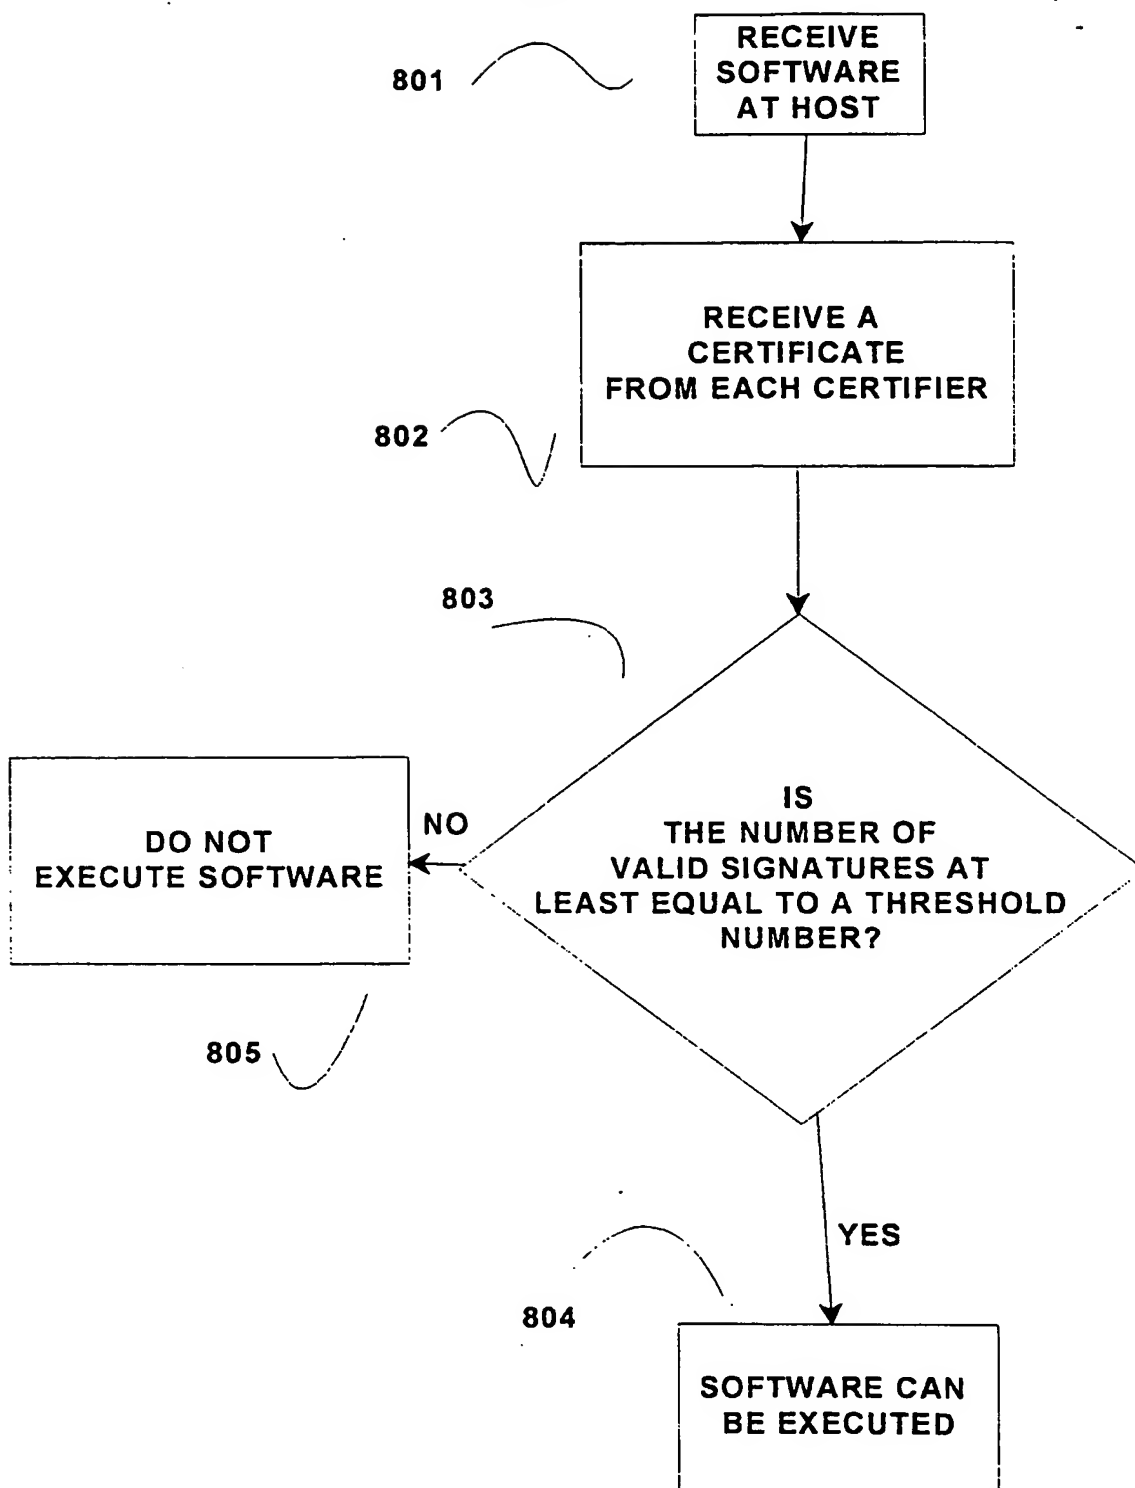 801
RECEIVE
SOFTWARE
AT HOST
RECEIVE A
CERTIFICATE
FROM EACH CERTIFIER
802
803
IS
THE NUMBER OF
VALID SIGNATURES AT
LEAST EQUAL TO A THRESHOLD
NUMBER?
NO
DO NOT
EXECUTE SOFTWARE
805
YES
804
SOFTWARE CAN
BE EXECUTED